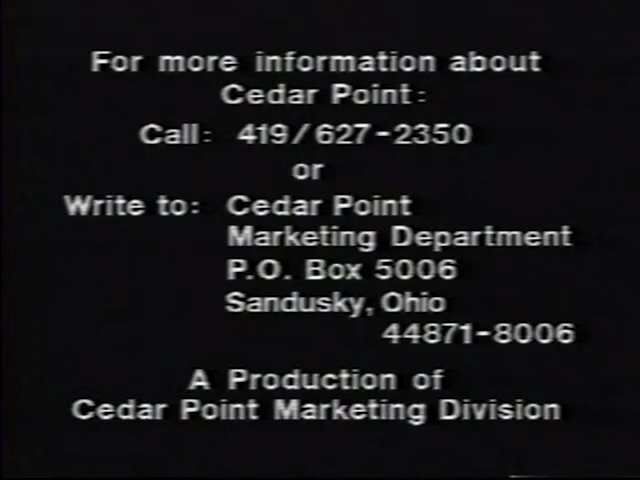 For more information about
Cedar Point:
Call: 419/627-2350
or
Write to: Cedar Point
Marketing Department
P.O. Box 5006
Sandusky, Ohio
44871-8006
A Production of
Cedar Point Marketing Division